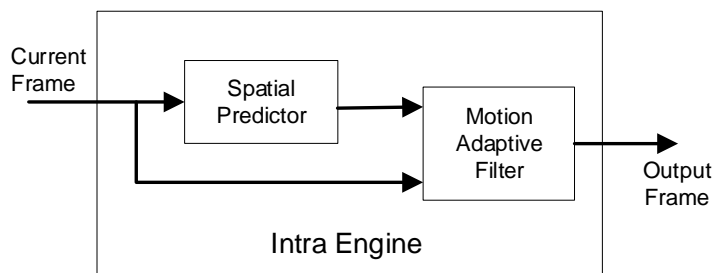 Current
Frame
Spatial
Predictor
Motion
Adaptive
Filter
Output
Frame
Intra Engine